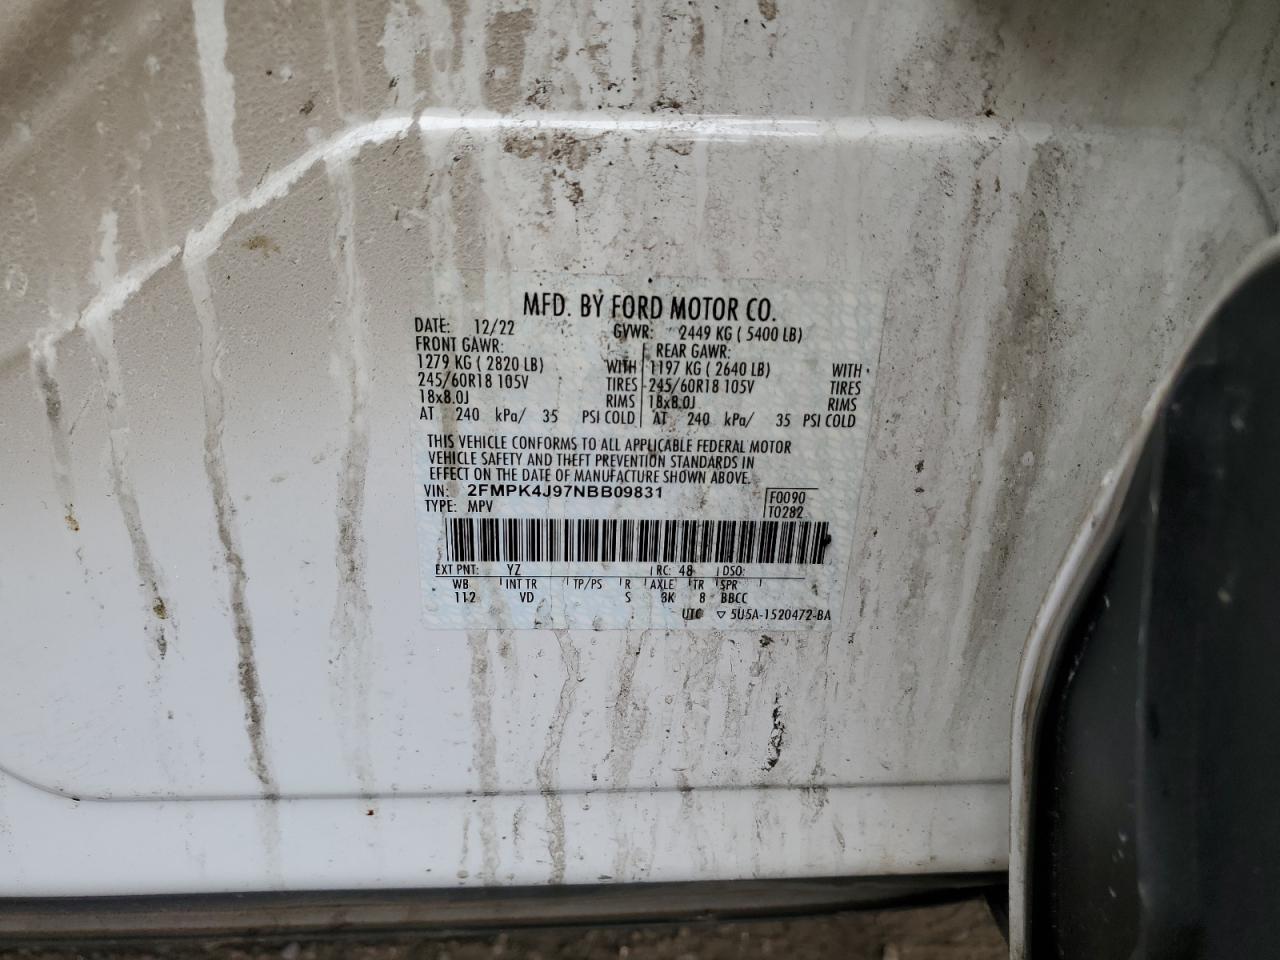 MFD. BY FORD MOTOR CO.
DATE: 12/22 GVWR: 2449 KG ( 5400 LB)
FRONT GAWR: REAR GAWR:
1279 KG ( 2820 LB) WITH 1197 KG ( 2640 LB) WITH
245/60R18 105V TIRES 245/60R18 105V TIRES
18x8.0J RIMS 18x8.0J RIMS
AT 240 kPa/ 35 PSI COLD AT 240 kPa/ 35 PSI COLD
THIS VEHICLE CONFORMS TO ALL APPLICABLE FEDERAL MOTOR
VEHICLE SAFETY AND THEFT PREVENTION STANDARDS IN
EFFECT ON THE DATE OF MANUFACTURE SHOWN ABOVE.
VIN: 2FMPK4J97NBB09831 F0090
TYPE: MPV T0282
EXT PNT: YZ RC: 48 DSO:
WB INT TR TP/PS R AXLE TR SPR
112 VD S 3K 8 BBCC
UTC ▽ 5U5A-1520472-BA